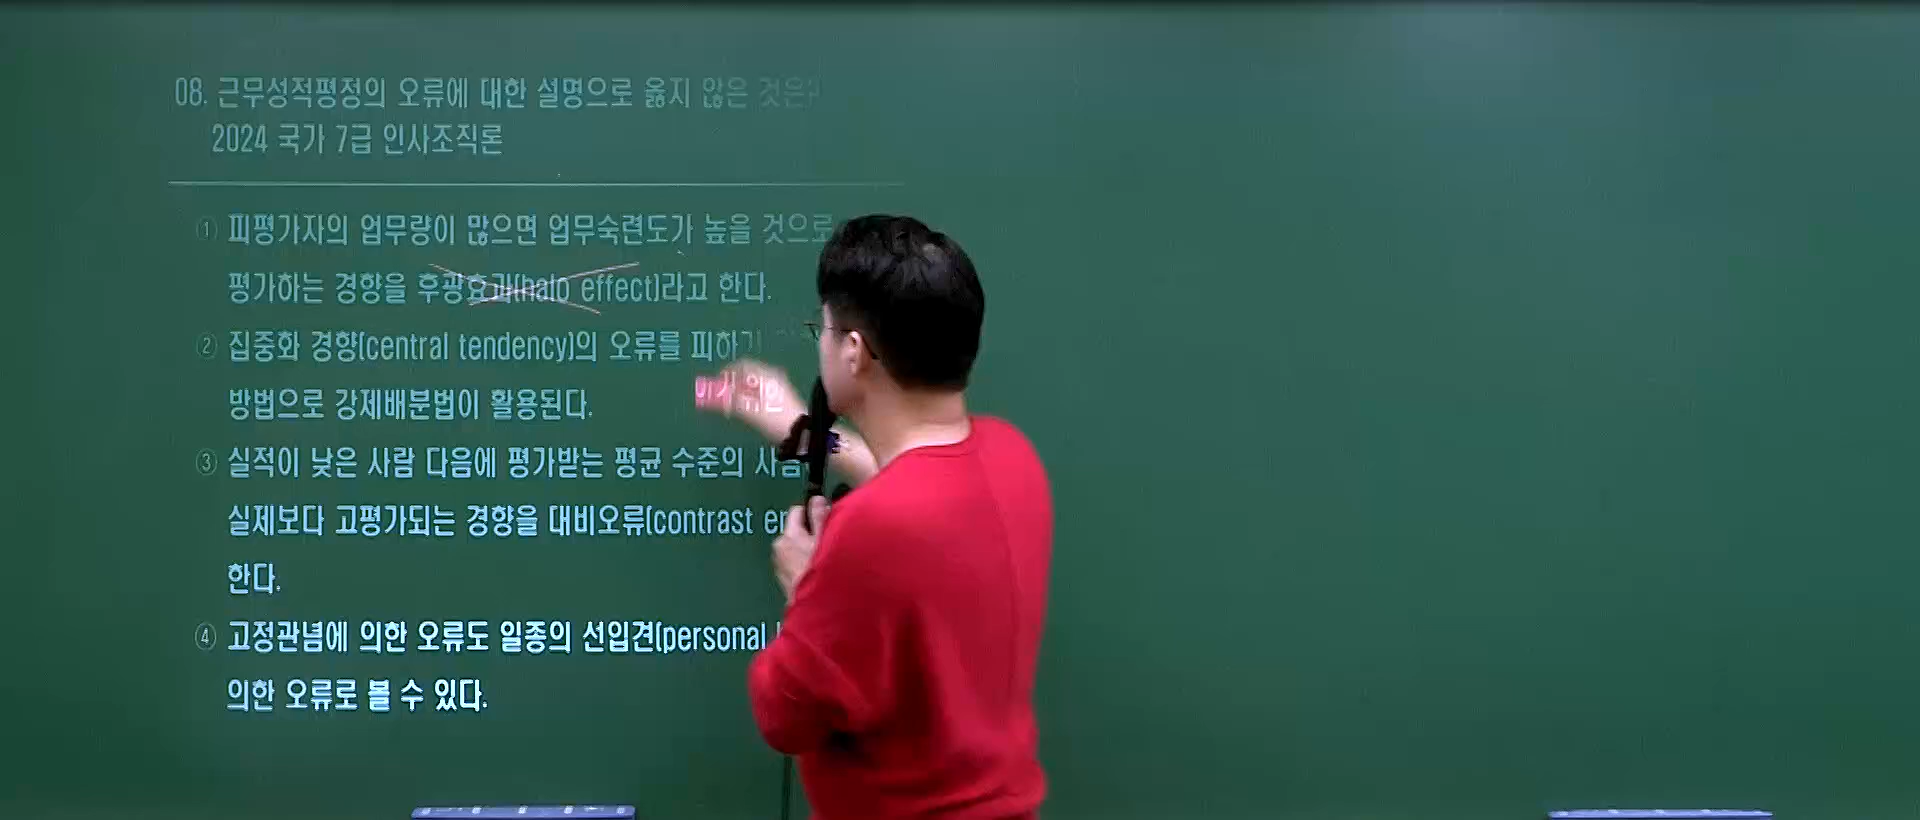 08. 근무성적평정의 오류에 대한 설명으로 옳지 않은 것은?
2024 국가 7급 인사조직론
① 피평가자의 업무량이 많으면 업무숙련도가 높을 것으로
평가하는 경향을 후광효과(halo effect)라고 한다.
② 집중화 경향(central tendency)의 오류를 피하기 위한
방법으로 강제배분법이 활용된다.
③ 실적이 낮은 사람 다음에 평가받는 평균 수준의
실제보다 고평가되는 경향을 대비오류(contrast
한다.
④ 고정관념에 의한 오류도 일종의 선입견(personal
의한 오류로 볼 수 있다.